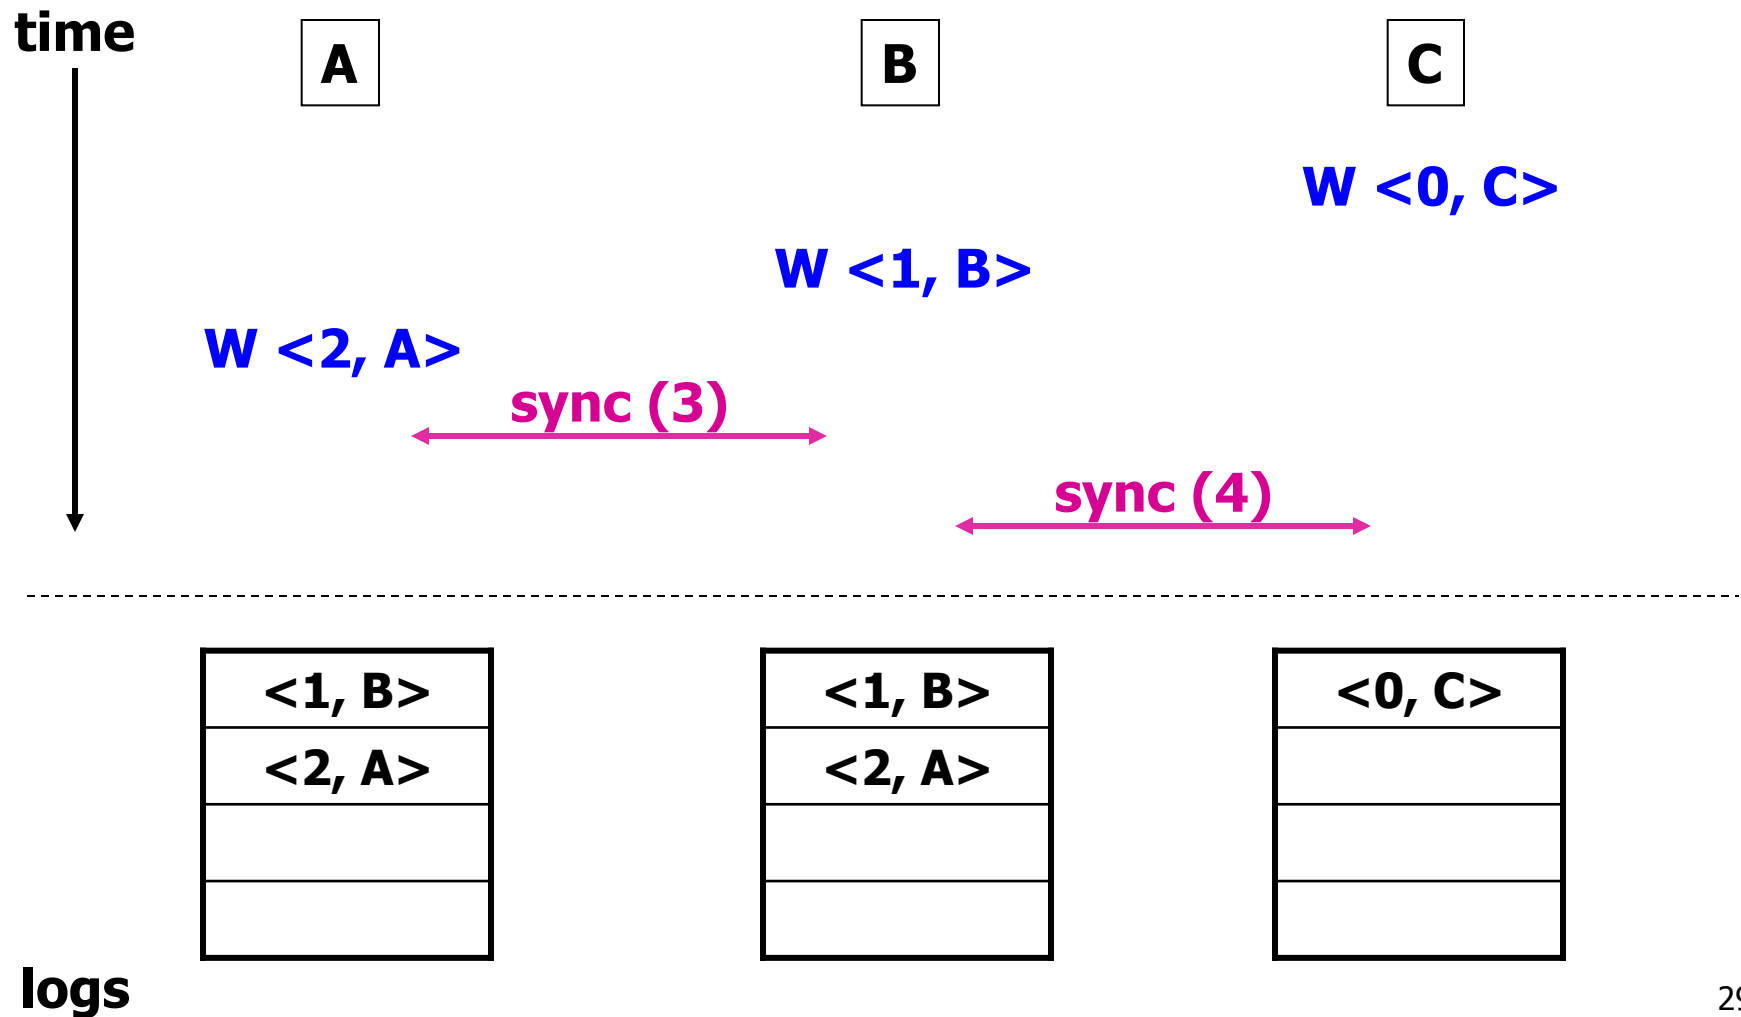 time
A
B
C
W <0, C>
W <1, B>
W <2, A>
sync (3)
sync (4)
<1, B> <1, B> <0, C>
<2, A> <2, A>
logs